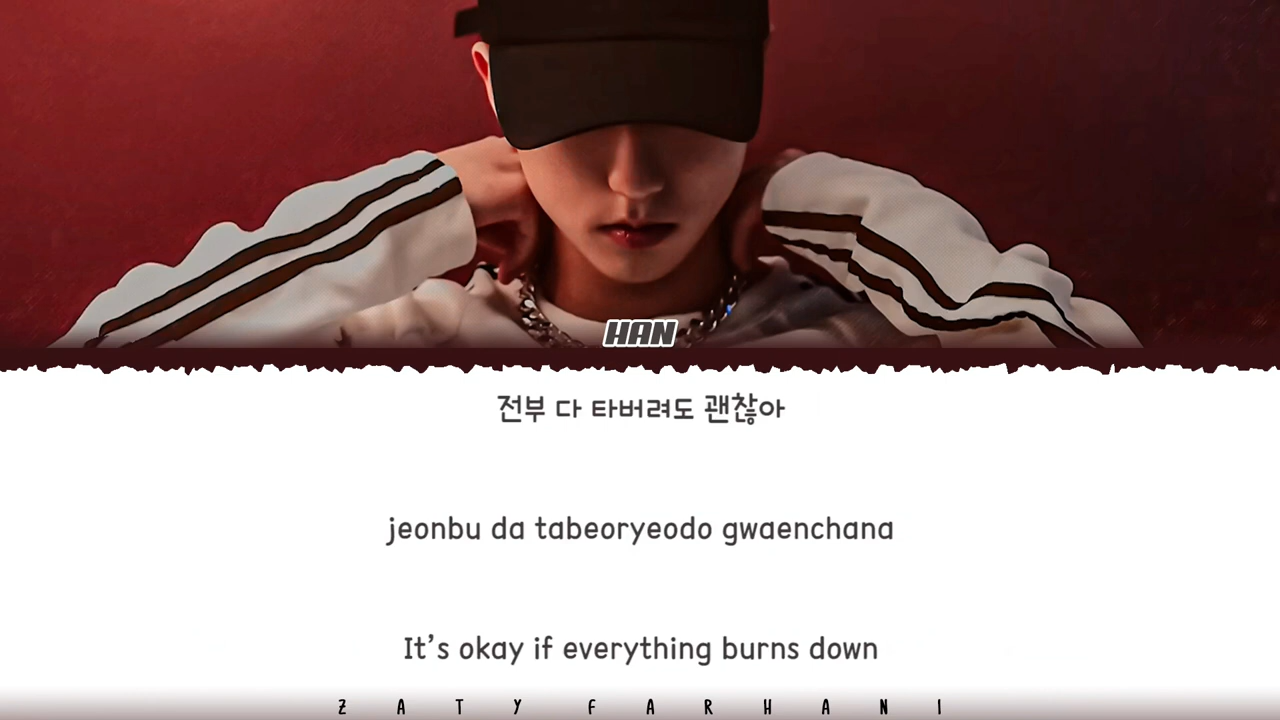 HAN
전부 다 타버려도 괜찮아
jeonbu da tabeoryeodo gwaenchana
It's okay if everything burns down
ZATY FARHANI